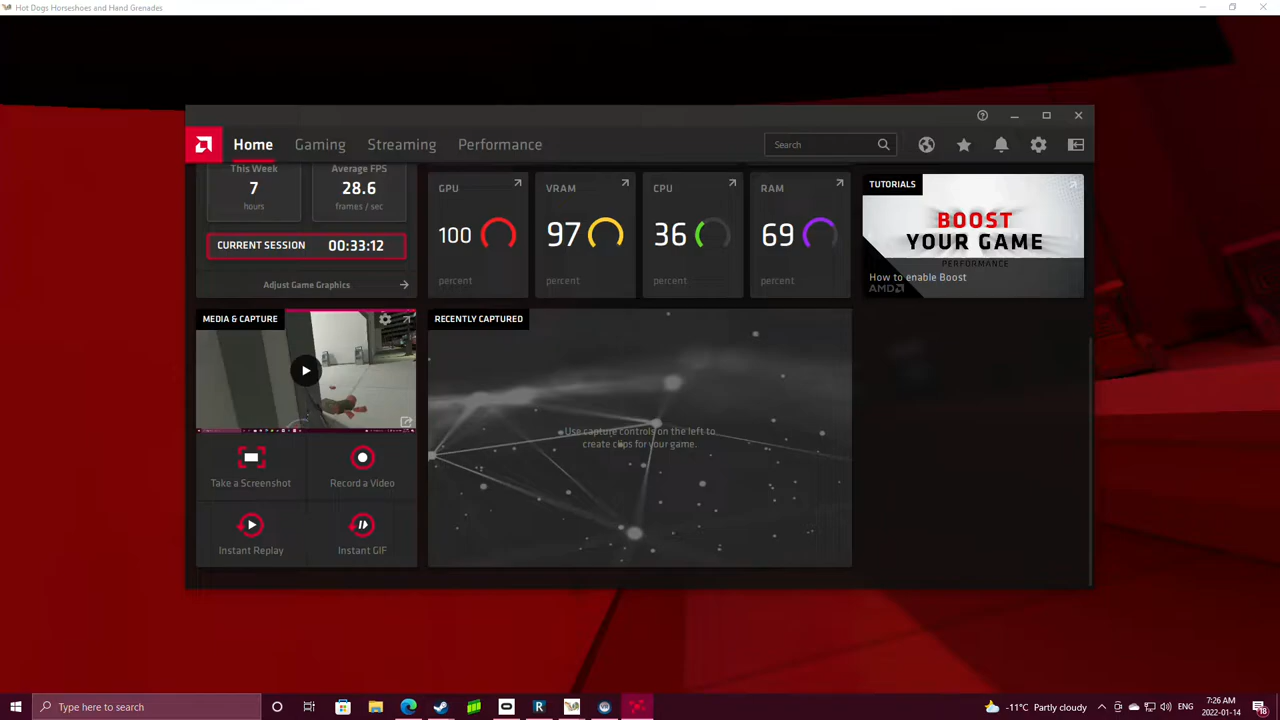 Hot Dogs Horseshoes and Hand Grenades
Home
Gaming
Streaming
Performance
Search
This Week
7
hours
Average FPS
28.6
frames / sec
CURRENT SESSION 00:33:12
Adjust Game Graphics
GPU
100
percent
VRAM
97
percent
CPU
36
percent
RAM
69
percent
TUTORIALS
BOOST
YOUR GAME
PERFORMANCE
How to enable Boost
AMD
MEDIA & CAPTURE
Take a Screenshot
Record a Video
Instant Replay
Instant GIF
RECENTLY CAPTURED
Use capture controls on the left to
create clips for your game.
Type here to search
-11°C Partly cloudy
ENG
7:26 AM
2022-01-14
18